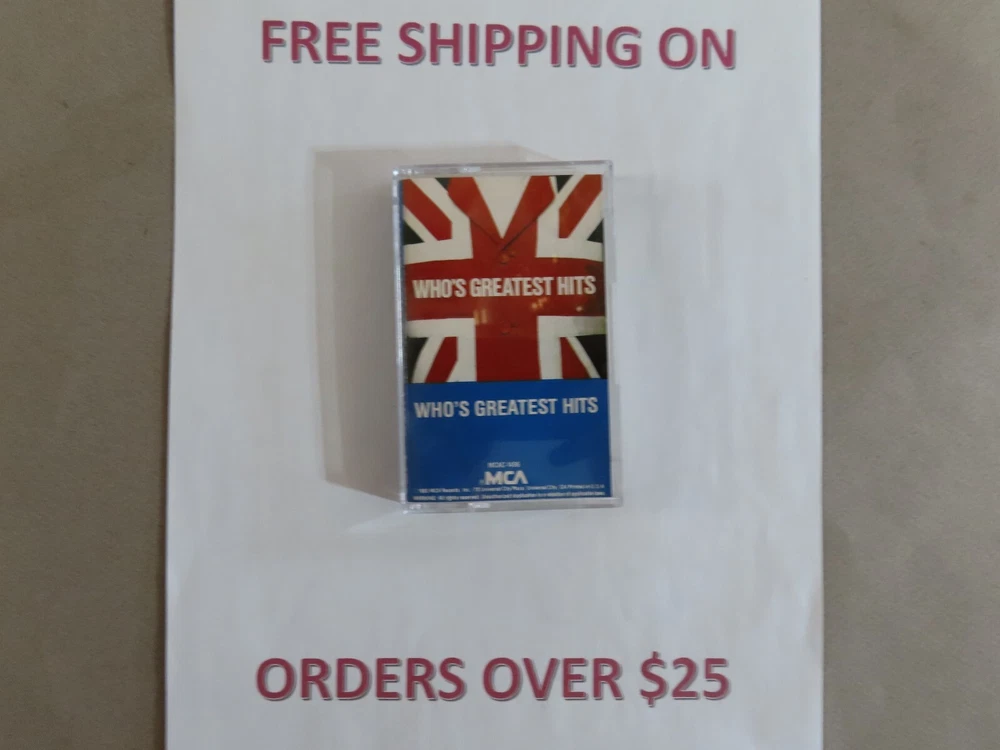 FREE SHIPPING ON
WHO'S GREATEST HITS
WHO'S GREATEST HITS
MCA
ORDERS OVER $25